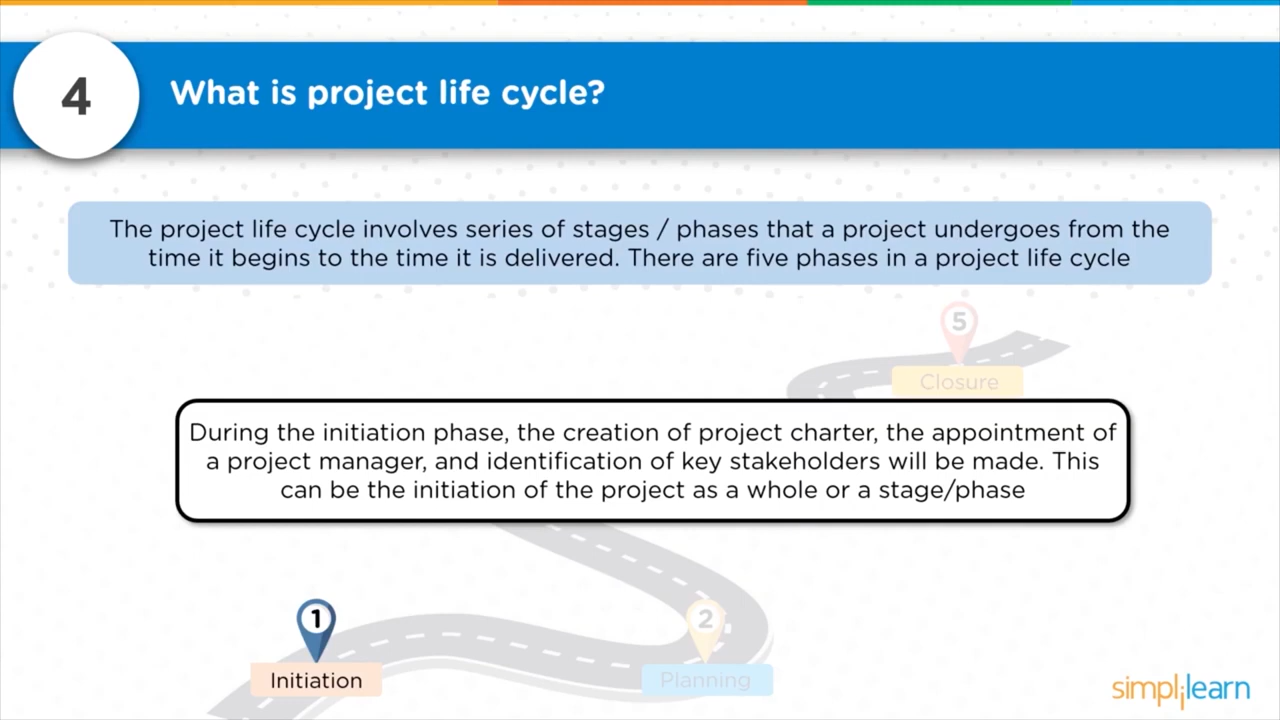 4
What is project life cycle?
The project life cycle involves series of stages / phases that a project undergoes from the
time it begins to the time it is delivered. There are five phases in a project life cycle
5
Closure
During the initiation phase, the creation of project charter, the appointment of
a project manager, and identification of key stakeholders will be made. This
can be the initiation of the project as a whole or a stage/phase
1
2
Initiation
Planning
simplilearn